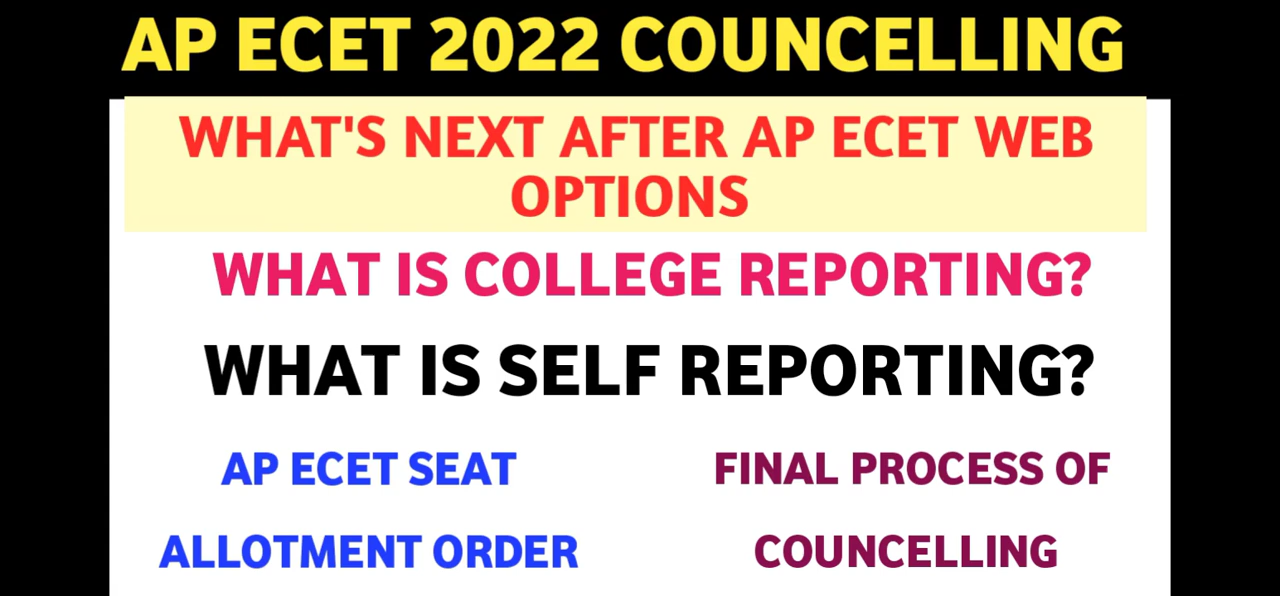 AP ECET 2022 COUNCELLING
WHAT'S NEXT AFTER AP ECET WEB
OPTIONS
WHAT IS COLLEGE REPORTING?
WHAT IS SELF REPORTING?
AP ECET SEAT
ALLOTMENT ORDER
FINAL PROCESS OF
COUNCELLING